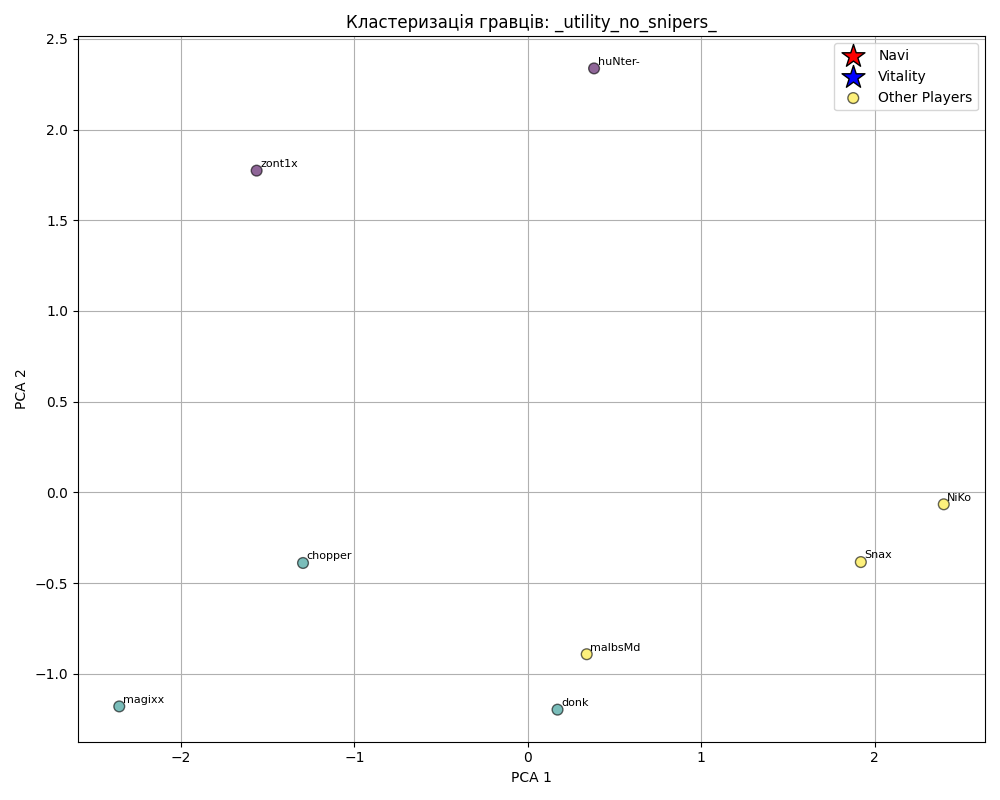 Кластеризація гравців: _utility_no_snipers_
Navi
Vitality
Other Players
huNter-
zont1x
NiKo
Snax
chopper
malbsMd
magixx
donk
2.5
2.0
1.5
1.0
0.5
0.0
−0.5
−1.0
PCA 2
−2
−1
0
1
2
PCA 1